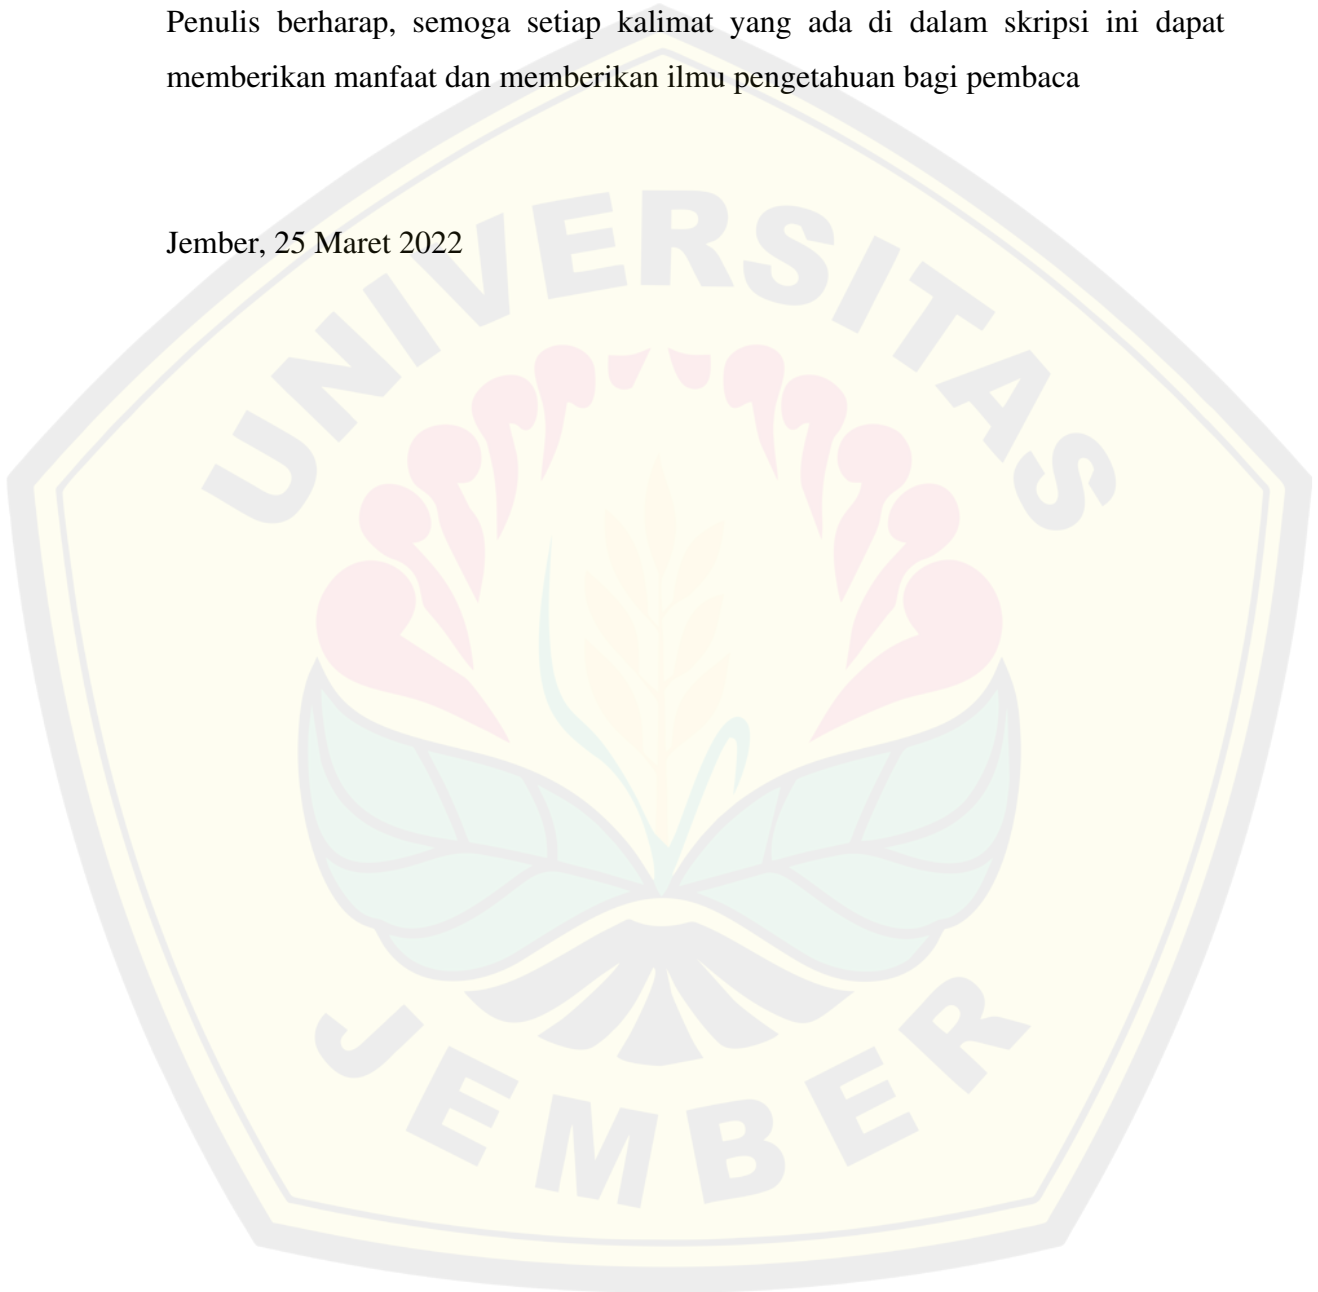 Penulis berharap, semoga setiap kalimat yang ada di dalam skripsi ini dapat
memberikan manfaat dan memberikan ilmu pengetahuan bagi pembaca
Jember, 25 Maret 2022
UNIVERSITAS
JEMBER